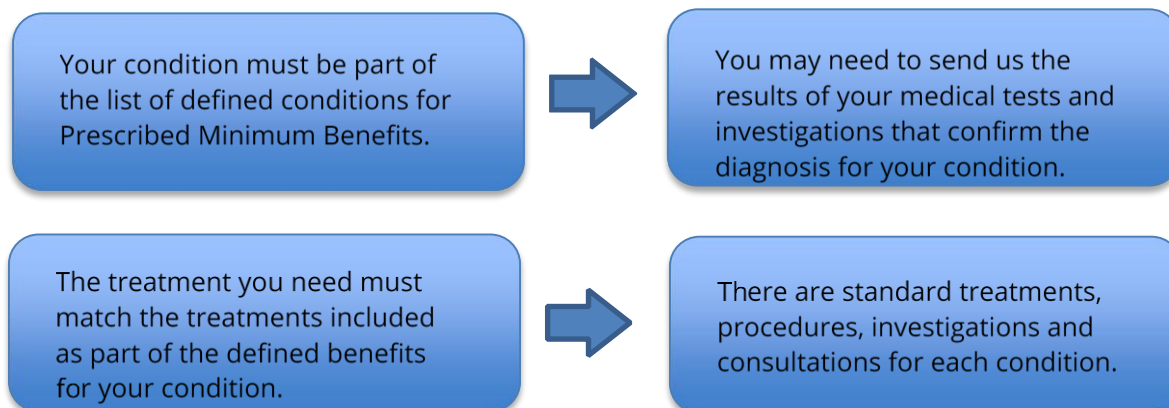 Your condition must be part of
the list of defined conditions for
Prescribed Minimum Benefits.
You may need to send us the
results of your medical tests and
investigations that confirm the
diagnosis for your condition.
The treatment you need must
match the treatments included
as part of the defined benefits
for your condition.
There are standard treatments,
procedures, investigations and
consultations for each condition.